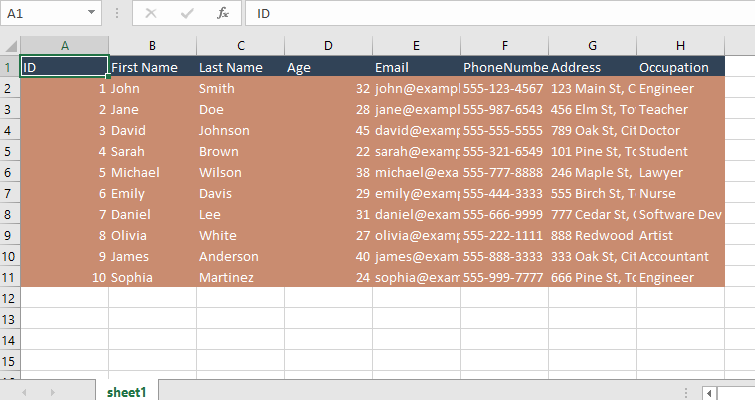 A1 fx ID
A B C D E F G H
1 ID First Name Last Name Age Email PhoneNumbe Address Occupation
2 1 John Smith 32 john@exampl 555-123-4567 123 Main St, C Engineer
3 2 Jane Doe 28 jane@exampl 555-987-6543 456 Elm St, To Teacher
4 3 David Johnson 45 david@examp 555-555-5555 789 Oak St, Cit Doctor
5 4 Sarah Brown 22 sarah@examp 555-321-6549 101 Pine St, To Student
6 5 Michael Wilson 38 michael@exa 555-777-8888 246 Maple St, Lawyer
7 6 Emily Davis 29 emily@examp 555-444-3333 555 Birch St, T Nurse
8 7 Daniel Lee 31 daniel@exam 555-666-9999 777 Cedar St, Software Dev
9 8 Olivia White 27 olivia@examp 555-222-1111 888 Redwood Artist
10 9 James Anderson 40 james@exam 555-888-3333 333 Oak St, Cit Accountant
11 10 Sophia Martinez 24 sophia@exam 555-999-7777 666 Pine St, To Engineer
12
13
14
15
sheet1